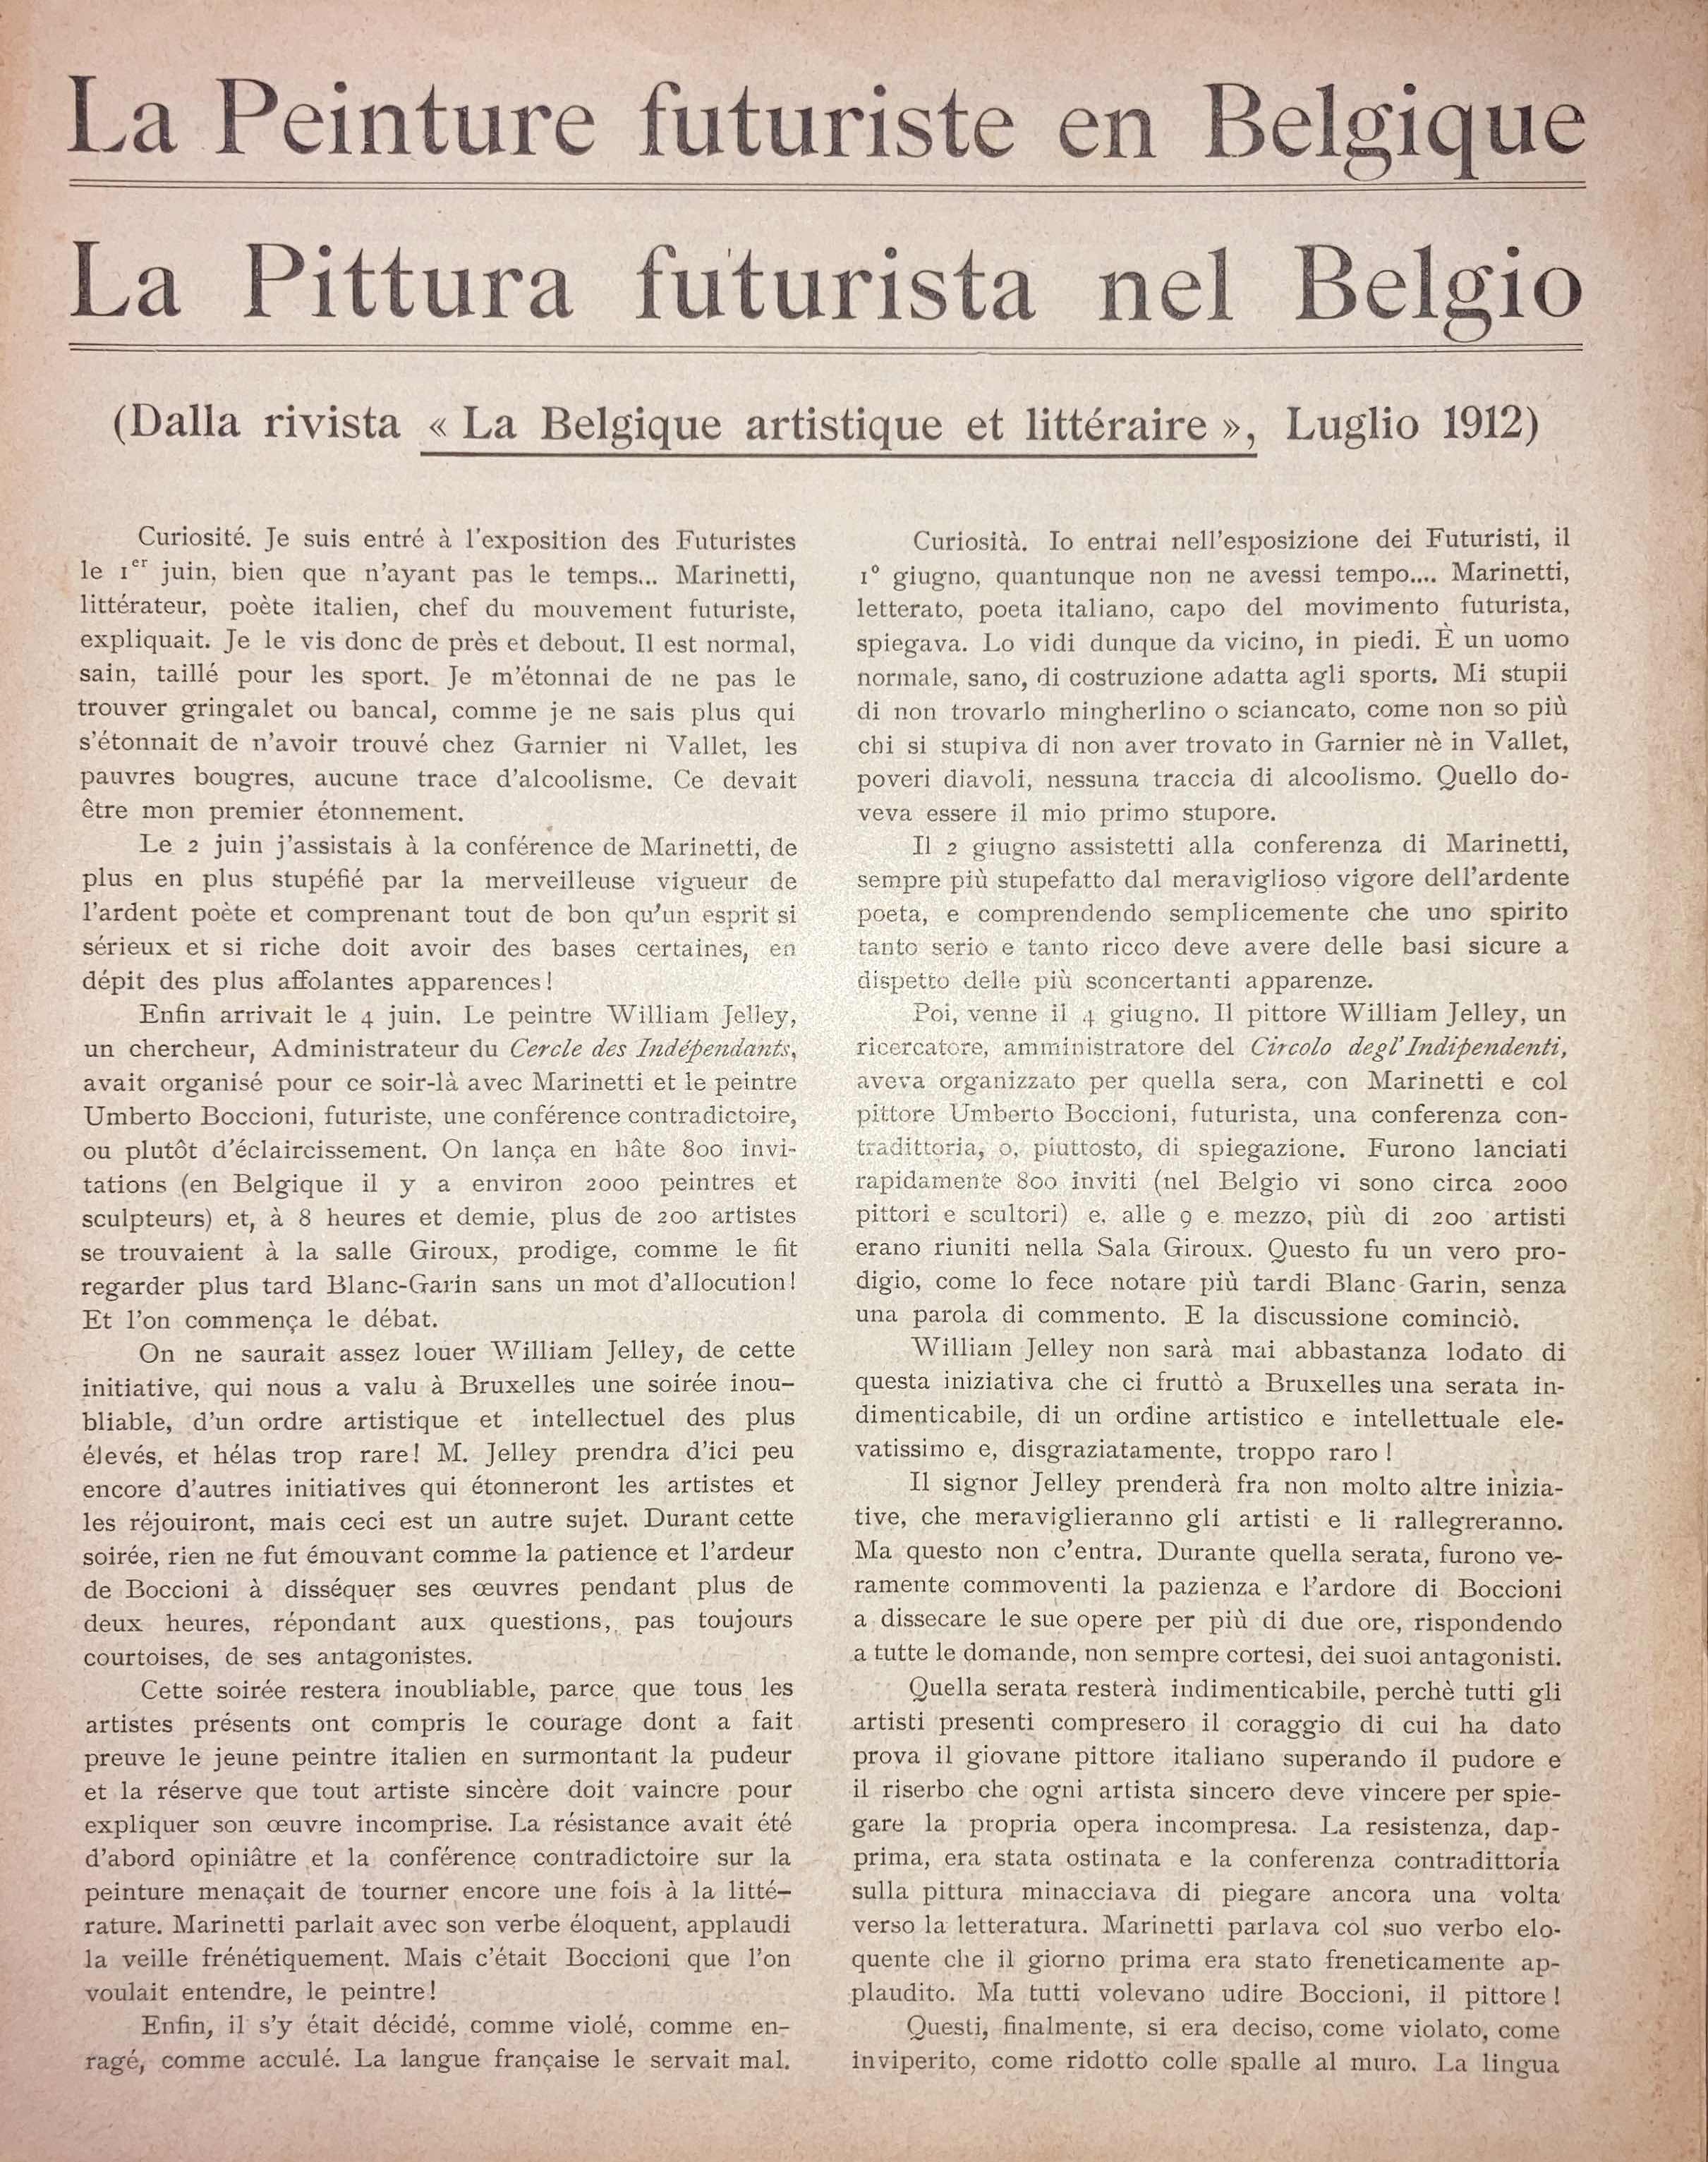 La Peinture futuriste en Belgique
La Pittura futurista nel Belgio
(Dalla rivista « La Belgique artistique et littéraire », Luglio 1912)
Curiosité. Je suis entré à l'exposition des Futuristes
le 1er juin, bien que n'ayant pas le temps... Marinetti,
littérateur, poète italien, chef du mouvement futuriste,
expliquait. Je le vis donc de près et debout. Il est normal,
sain, taillé pour les sport. Je m'étonnai de ne pas le
trouver gringalet ou bancal, comme je ne sais plus qui
s'étonnait de n'avoir trouvé chez Garnier ni Vallet, les
pauvres bougres, aucune trace d'alcoolisme. Ce devait
être mon premier étonnement.
Le 2 juin j'assistais à la conférence de Marinetti, de
plus en plus stupéfié par la merveilleuse vigueur de
l'ardent poète et comprenant tout de bon qu'un esprit si
sérieux et si riche doit avoir des bases certaines, en
dépit des plus affolantes apparences!
Enfin arrivait le 4 juin. Le peintre William Jelley,
un chercheur, Administrateur du Cercle des Indépendants,
avait organisé pour ce soir-là avec Marinetti et le peintre
Umberto Boccioni, futuriste, une conférence contradictoire,
ou plutôt d'éclaircissement. On lança en hâte 800 invi-
tations (en Belgique il y a environ 2000 peintres et
sculpteurs) et, à 8 heures et demie, plus de 200 artistes
se trouvaient à la salle Giroux, prodige, comme le fit
regarder plus tard Blanc-Garin sans un mot d'allocution!
Et l'on commença le débat.
On ne saurait assez louer William Jelley, de cette
initiative, qui nous a valu à Bruxelles une soirée inou-
bliable, d'un ordre artistique et intellectuel des plus
élevés, et hélas trop rare! M. Jelley prendra d'ici peu
encore d'autres initiatives qui étonneront les artistes et
les réjouiront, mais ceci est un autre sujet. Durant cette
soirée, rien ne fut émouvant comme la patience et l'ardeur
de Boccioni à disséquer ses œuvres pendant plus de
deux heures, répondant aux questions, pas toujours
courtoises, de ses antagonistes.
Cette soirée restera inoubliable, parce que tous les
artistes présents ont compris le courage dont a fait
preuve le jeune peintre italien en surmontant la pudeur
et la réserve que tout artiste sincère doit vaincre pour
expliquer son œuvre incomprise. La résistance avait été
d'abord opiniâtre et la conférence contradictoire sur la
peinture menaçait de tourner encore une fois à la litté-
rature. Marinetti parlait avec son verbe éloquent, applaudi
la veille frénétiquement. Mais c'était Boccioni que l'on
voulait entendre, le peintre!
Enfin, il s'y était décidé, comme violé, comme en-
ragé, comme acculé. La langue française le servait mal.
Curiosità. Io entrai nell'esposizione dei Futuristi, il
1° giugno, quantunque non ne avessi tempo.... Marinetti,
letterato, poeta italiano, capo del movimento futurista,
spiegava. Lo vidi dunque da vicino, in piedi. È un uomo
normale, sano, di costruzione adatta agli sports. Mi stupii
di non trovarlo mingherlino o sciancato, come non so più
chi si stupiva di non aver trovato in Garnier nè in Vallet,
poveri diavoli, nessuna traccia di alcoolismo. Quello do-
veva essere il mio primo stupore.
Il 2 giugno assistetti alla conferenza di Marinetti,
sempre più stupefatto dal meraviglioso vigore dell'ardente
poeta, e comprendendo semplicemente che uno spirito
tanto serio e tanto ricco deve avere delle basi sicure a
dispetto delle più sconcertanti apparenze.
Poi, venne il 4 giugno. Il pittore William Jelley, un
ricercatore, amministratore del Circolo degl'Indipendenti,
aveva organizzato per quella sera, con Marinetti e col
pittore Umberto Boccioni, futurista, una conferenza con-
tradittoria, o, piuttosto, di spiegazione. Furono lanciati
rapidamente 800 inviti (nel Belgio vi sono circa 2000
pittori e scultori) e, alle 9 e mezzo, più di 200 artisti
erano riuniti nella Sala Giroux. Questo fu un vero pro-
digio, come lo fece notare più tardi Blanc-Garin, senza
una parola di commento. E la discussione cominciò.
William Jelley non sarà mai abbastanza lodato di
questa iniziativa che ci fruttò a Bruxelles una serata in-
dimenticabile, di un ordine artistico e intellettuale ele-
vatissimo e, disgraziatamente, troppo raro!
Il signor Jelley prenderà fra non molto altre inizia-
tive, che meraviglieranno gli artisti e li rallegreranno.
Ma questo non c'entra. Durante quella serata, furono ve-
ramente commoventi la pazienza e l'ardore di Boccioni
a dissecare le sue opere per più di due ore, rispondendo
a tutte le domande, non sempre cortesi, dei suoi antagonisti.
Quella serata resterà indimenticabile, perchè tutti gli
artisti presenti compresero il coraggio di cui ha dato
prova il giovane pittore italiano superando il pudore e
il riserbo che ogni artista sincero deve vincere per spie-
gare la propria opera incompresa. La resistenza, dap-
prima, era stata ostinata e la conferenza contradittoria
sulla pittura minacciava di piegare ancora una volta
verso la letteratura. Marinetti parlava col suo verbo elo-
quente che il giorno prima era stato freneticamente ap-
plaudito. Ma tutti volevano udire Boccioni, il pittore!
Questi, finalmente, si era deciso, come violato, come
inviperito, come ridotto colle spalle al muro. La lingua